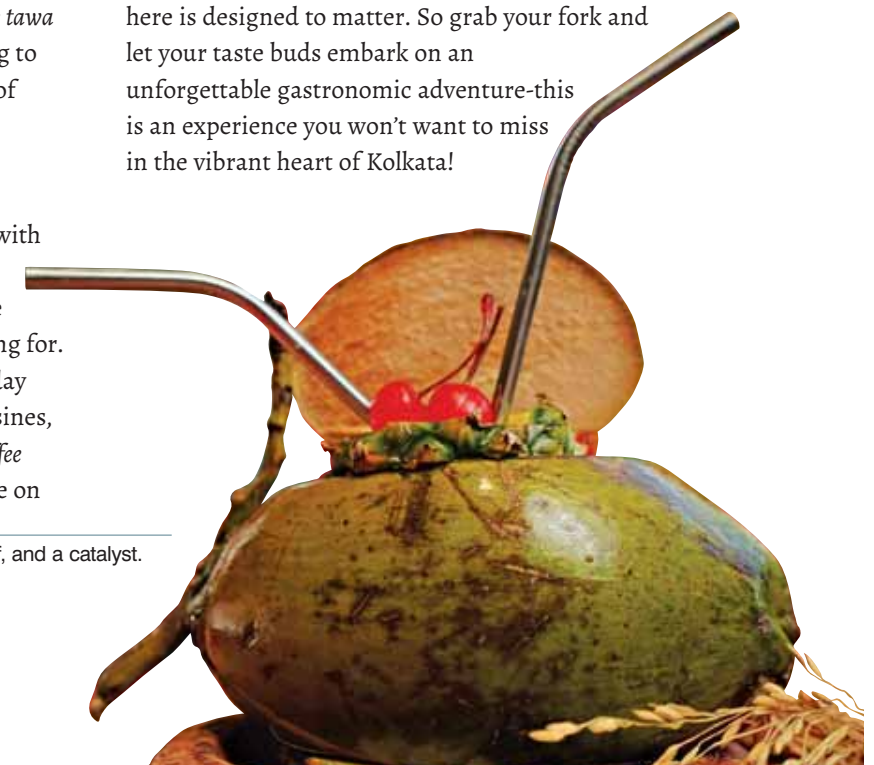 tawa
g to
of
with
ng for.
lay
sines,
fee
e on
, and a catalyst.
here is designed to matter. So grab your fork and
let your taste buds embark on an
unforgettable gastronomic adventure-this
is an experience you won’t want to miss
in the vibrant heart of Kolkata!